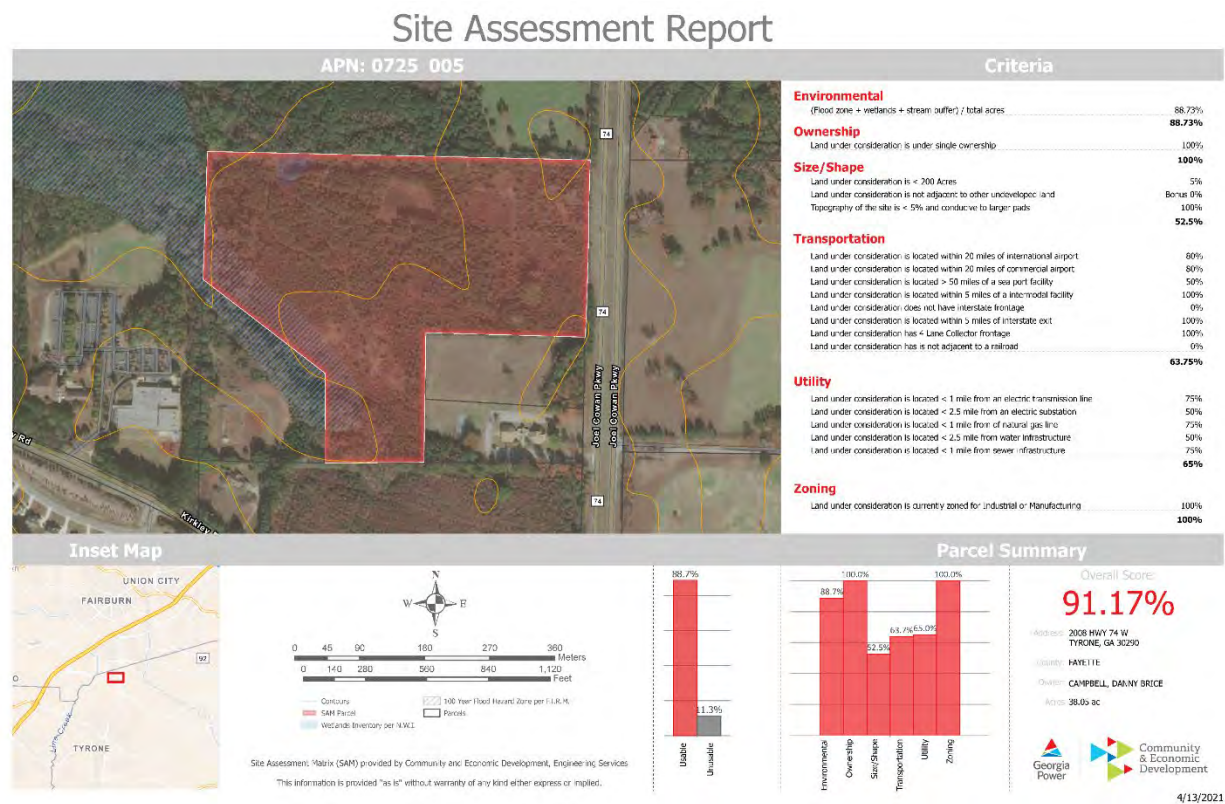 Site Assessment Report
APN: 0725 005
74
74
Joel Cowan Pkwy
Joel Cowan Pkwy
74
y Rd
Kirkley
Criteria
Environmental
(Flood zone + wetlands + stream buffer) / total acres 88.73%
88.73%
Ownership
Land under consideration is under single ownership 100%
100%
Size/Shape
Land under consideration is < 200 Acres 5%
Land under consideration is not adjacent to other undeveloped land Bonus 0%
Topography of the site is < 5% and conducive to larger pads 100%
52.5%
Transportation
Land under consideration is located within 20 miles of international airport 80%
Land under consideration is located within 20 miles of commercial airport 80%
Land under consideration is located > 50 miles of a sea port facility 50%
Land under consideration is located within 5 miles of a intermodal facility 100%
Land under consideration does not have interstate frontage 0%
Land under consideration is located within 5 miles of interstate exit 100%
Land under consideration has 4 Lane Collector frontage 100%
Land under consideration has is not adjacent to a railroad 0%
63.75%
Utility
Land under consideration is located < 1 mile from an electric transmission line 75%
Land under consideration is located < 2.5 mile from an electric substation 50%
Land under consideration is located < 1 mile from of natural gas line 75%
Land under consideration is located < 2.5 mile from water infrastructure 50%
Land under consideration is located < 1 mile from sewer infrastructure 75%
65%
Zoning
Land under consideration is currently zoned for Industrial or Manufacturing 100%
100%
Inset Map
UNION CITY
FAIRBURN
92
Line Creek
TYRONE
N
W E
S
0 45 90 180 270 360
Meters
0 140 280 560 840 1,120
Feet
Contours
SAM Parcel
Wetlands Inventory per N.W.I.
100 Year Flood Hazard Zone per F.I.R.M.
Parcels
Site Assessment Matrix (SAM) provided by Community and Economic Development, Engineering Services
This information is provided "as is" without warranty of any kind either express or implied.
Parcel Summary
88.7%
11.3%
Usable
Unusable
88.7%
100.0%
52.5%
63.7%
65.0%
100.0%
Environmental
Ownership
Size/Shape
Transportation
Utility
Zoning
Overall Score:
91.17%
Address: 2008 HWY 74 W
TYRONE, GA 30290
County: FAYETTE
Owner: CAMPBELL, DANNY BRICE
Acres: 38.05 ac
Georgia
Power
Community
& Economic
Development
4/13/2021